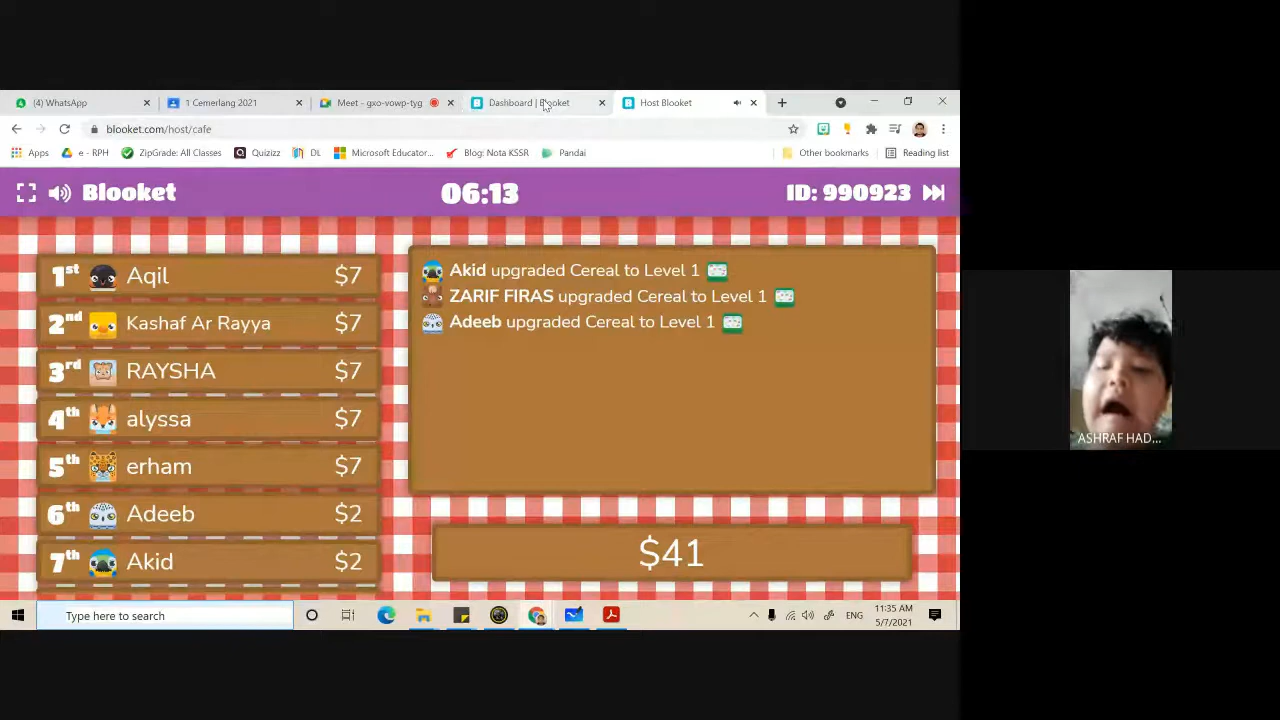 (4) WhatsApp
1 Cemerlang 2021
Meet - gxo-vowp-tyg
Dashboard | Blooket
Host Blooket
blooket.com/host/cafe
Apps
e - RPH
ZipGrade: All Classes
Quizizz
DL
Microsoft Educator...
Blog: Nota KSSR
Pandai
Other bookmarks
Reading list
Blooket
06:13
ID: 990923
1st Aqil $7
2nd Kashaf Ar Rayya $7
3rd RAYSHA $7
4th alyssa $7
5th erham $7
6th Adeeb $2
7th Akid $2
Akid upgraded Cereal to Level 1
ZARIF FIRAS upgraded Cereal to Level 1
Adeeb upgraded Cereal to Level 1
$41
ASHRAF HAD...
Type here to search
ENG
11:35 AM
5/7/2021